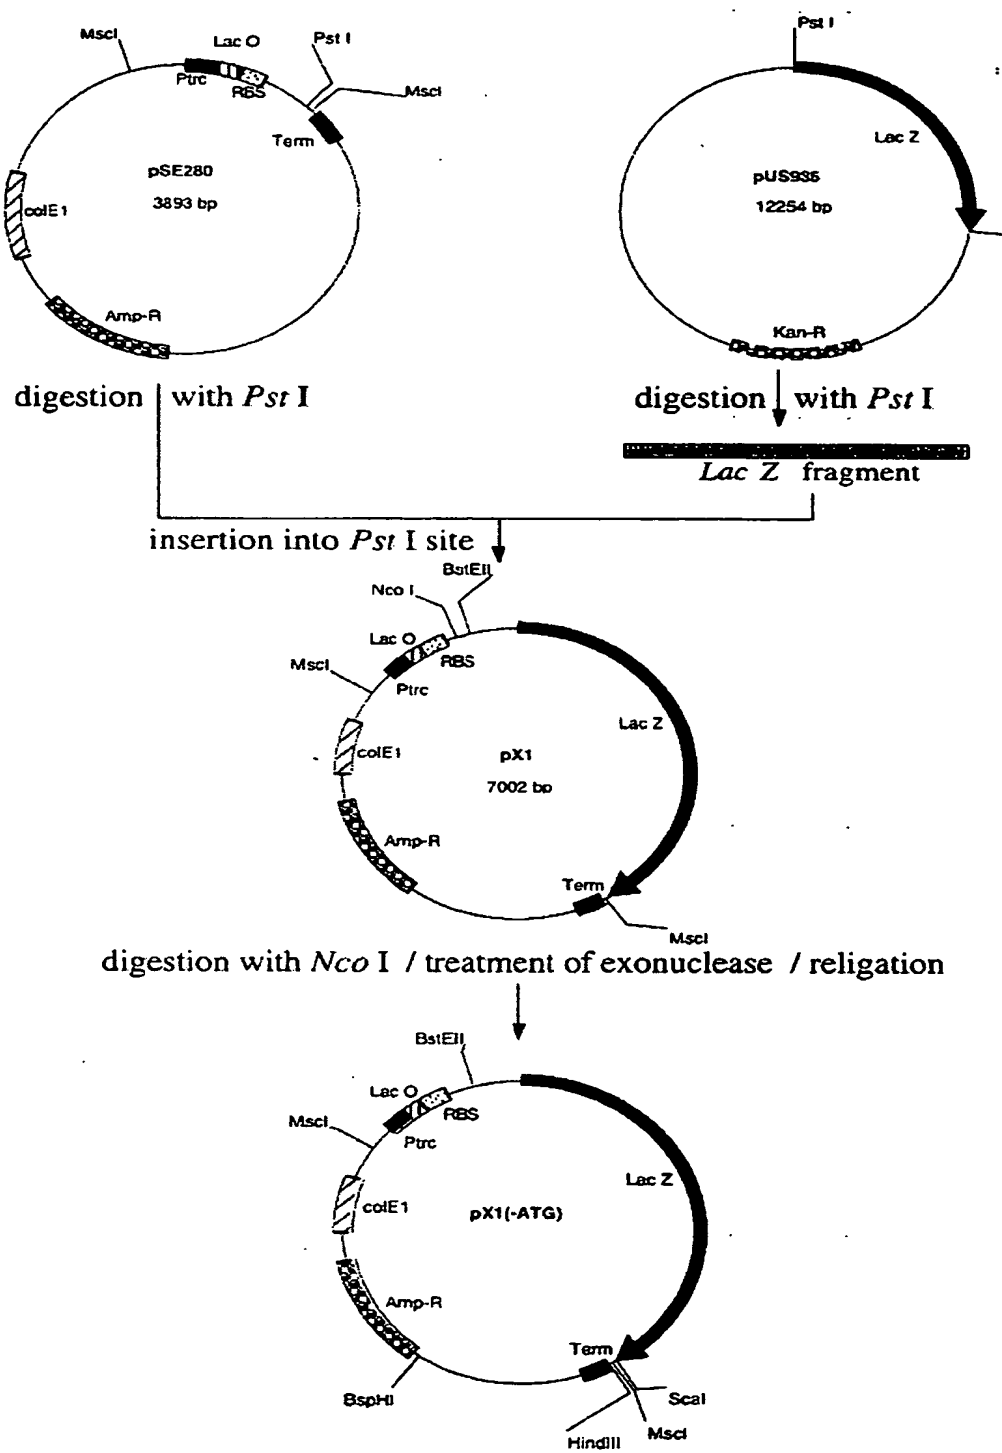 MscI
Lac O
Pst I
Ptrc
RBS
MscI
Term
pSE280
3893 bp
colE1
Amp-R
Pst I
Lac Z
pUS935
12254 bp
Kan-R
digestion with Pst I
digestion with Pst I
Lac Z fragment
insertion into Pst I site
BstEII
Nco I
Lac O
RBS
MscI
Ptrc
Lac Z
colE1
pX1
7002 bp
Amp-R
Term
MscI
digestion with Nco I / treatment of exonuclease / religation
BstEII
Lac O
RBS
MscI
Ptrc
Lac Z
colE1
pX1(-ATG)
Amp-R
Term
BspHI
ScaI
MscI
HindIII